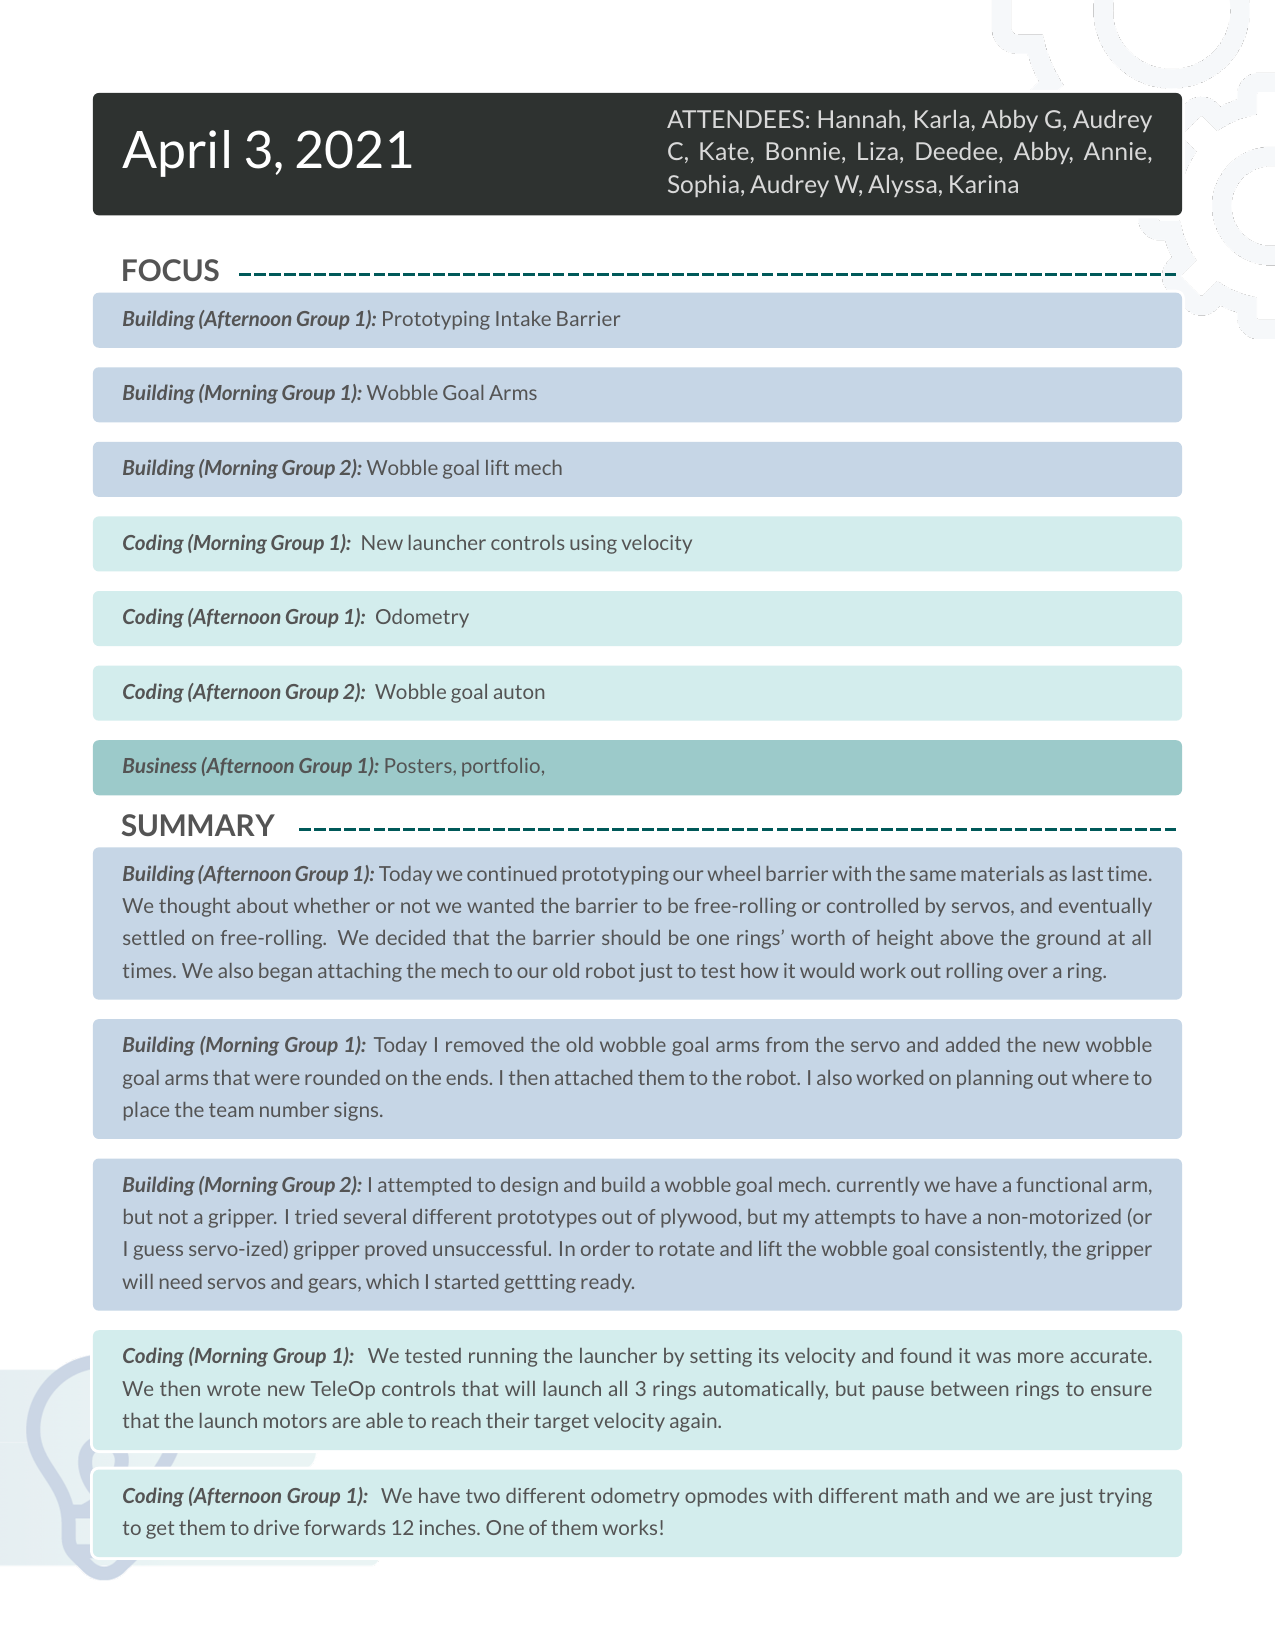 April 3, 2021
ATTENDEES: Hannah, Karla, Abby G, Audrey
C, Kate, Bonnie, Liza, Deedee, Abby, Annie,
Sophia, Audrey W, Alyssa, Karina
FOCUS
Building (Afternoon Group 1): Prototyping Intake Barrier
Building (Morning Group 1): Wobble Goal Arms
Building (Morning Group 2): Wobble goal lift mech
Coding (Morning Group 1): New launcher controls using velocity
Coding (Afternoon Group 1): Odometry
Coding (Afternoon Group 2): Wobble goal auton
Business (Afternoon Group 1): Posters, portfolio,
SUMMARY
Building (Afternoon Group 1): Today we continued prototyping our wheel barrier with the same materials as last time.
We thought about whether or not we wanted the barrier to be free-rolling or controlled by servos, and eventually
settled on free-rolling. We decided that the barrier should be one rings’ worth of height above the ground at all
times. We also began attaching the mech to our old robot just to test how it would work out rolling over a ring.
Building (Morning Group 1): Today I removed the old wobble goal arms from the servo and added the new wobble
goal arms that were rounded on the ends. I then attached them to the robot. I also worked on planning out where to
place the team number signs.
Building (Morning Group 2): I attempted to design and build a wobble goal mech. currently we have a functional arm,
but not a gripper. I tried several different prototypes out of plywood, but my attempts to have a non-motorized (or
I guess servo-ized) gripper proved unsuccessful. In order to rotate and lift the wobble goal consistently, the gripper
will need servos and gears, which I started gettting ready.
Coding (Morning Group 1): We tested running the launcher by setting its velocity and found it was more accurate.
We then wrote new TeleOp controls that will launch all 3 rings automatically, but pause between rings to ensure
that the launch motors are able to reach their target velocity again.
Coding (Afternoon Group 1): We have two different odometry opmodes with different math and we are just trying
to get them to drive forwards 12 inches. One of them works!